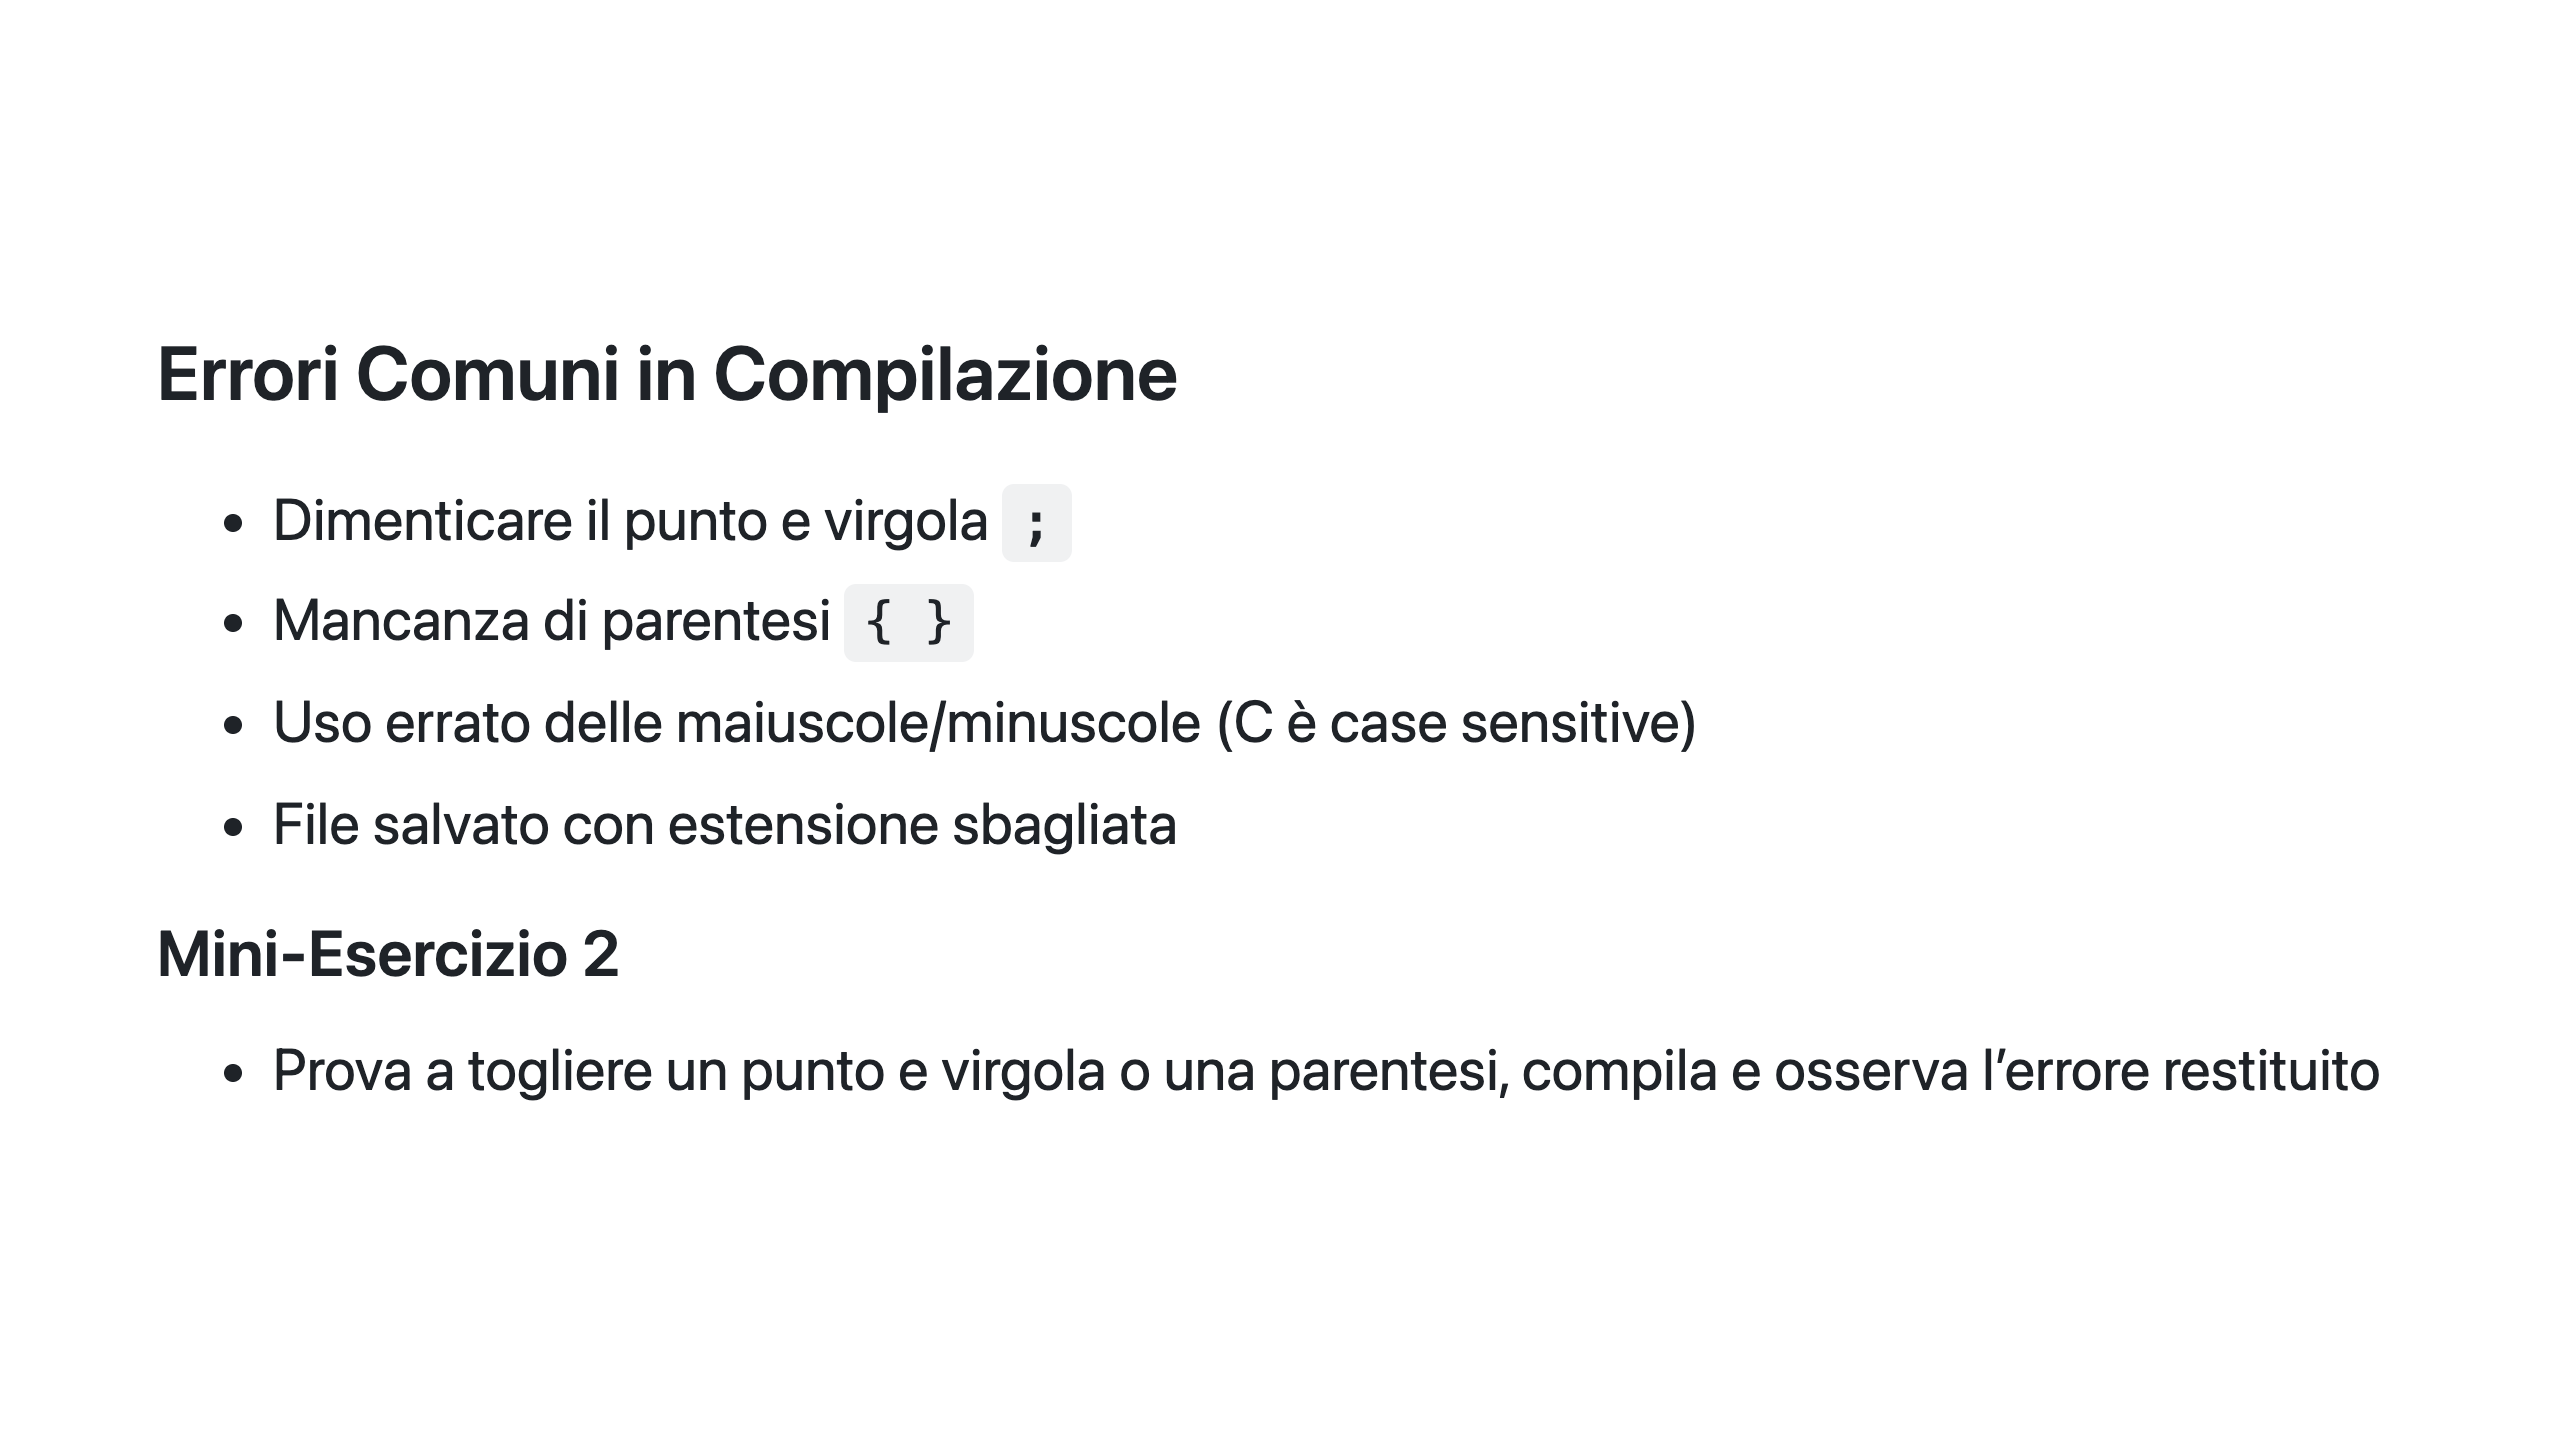 Errori Comuni in Compilazione
• Dimenticare il punto e virgola ;
• Mancanza di parentesi { }
• Uso errato delle maiuscole/minuscole (C è case sensitive)
• File salvato con estensione sbagliata
Mini-Esercizio 2
• Prova a togliere un punto e virgola o una parentesi, compila e osserva l’errore restituito